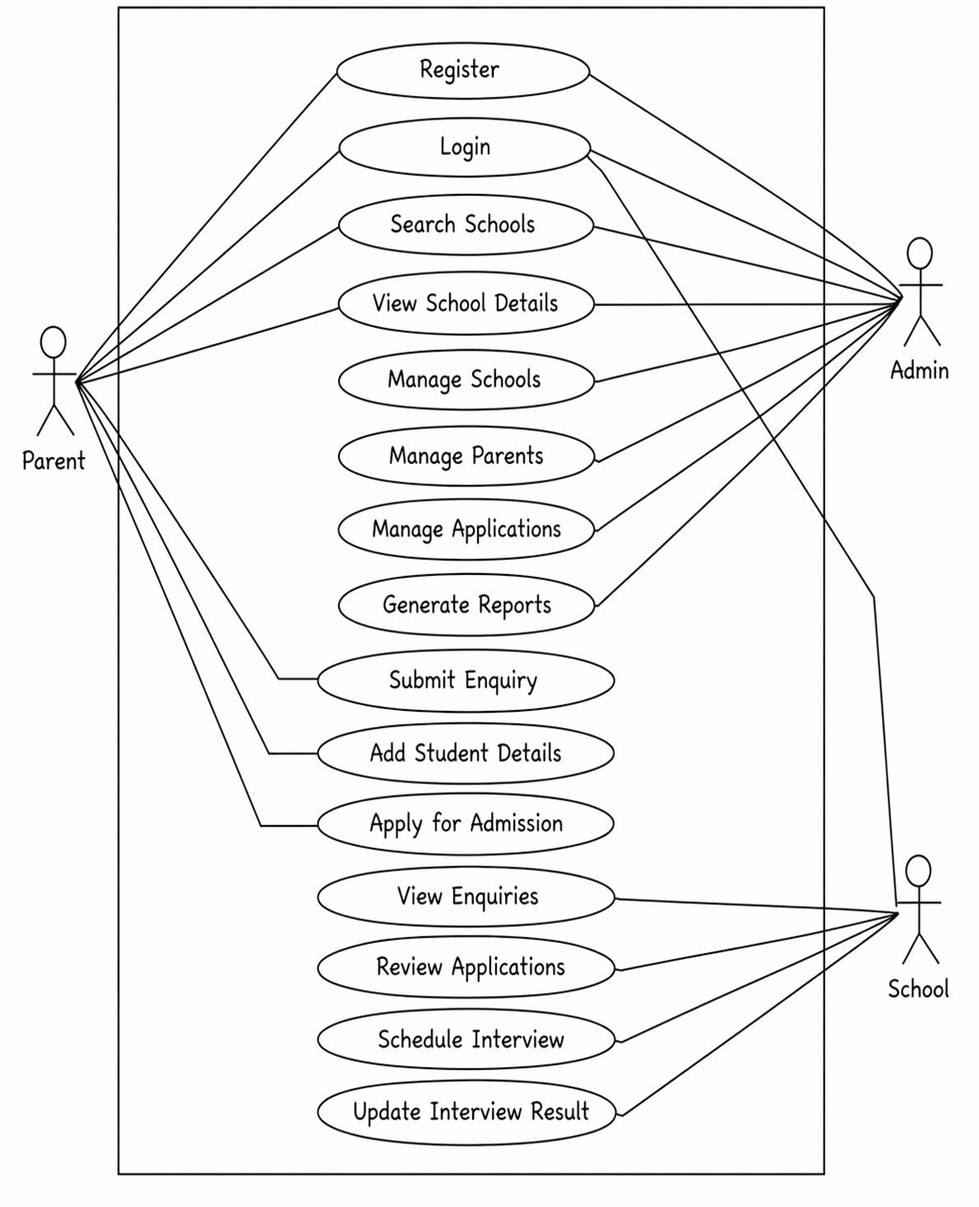 Register
Login
Search Schools
View School Details
Manage Schools
Admin
Manage Parents
Parent
Manage Applications
Generate Reports
Submit Enquiry
Add Student Details
Apply for Admission
View Enquiries
Review Applications
School
Schedule Interview
Update Interview Result